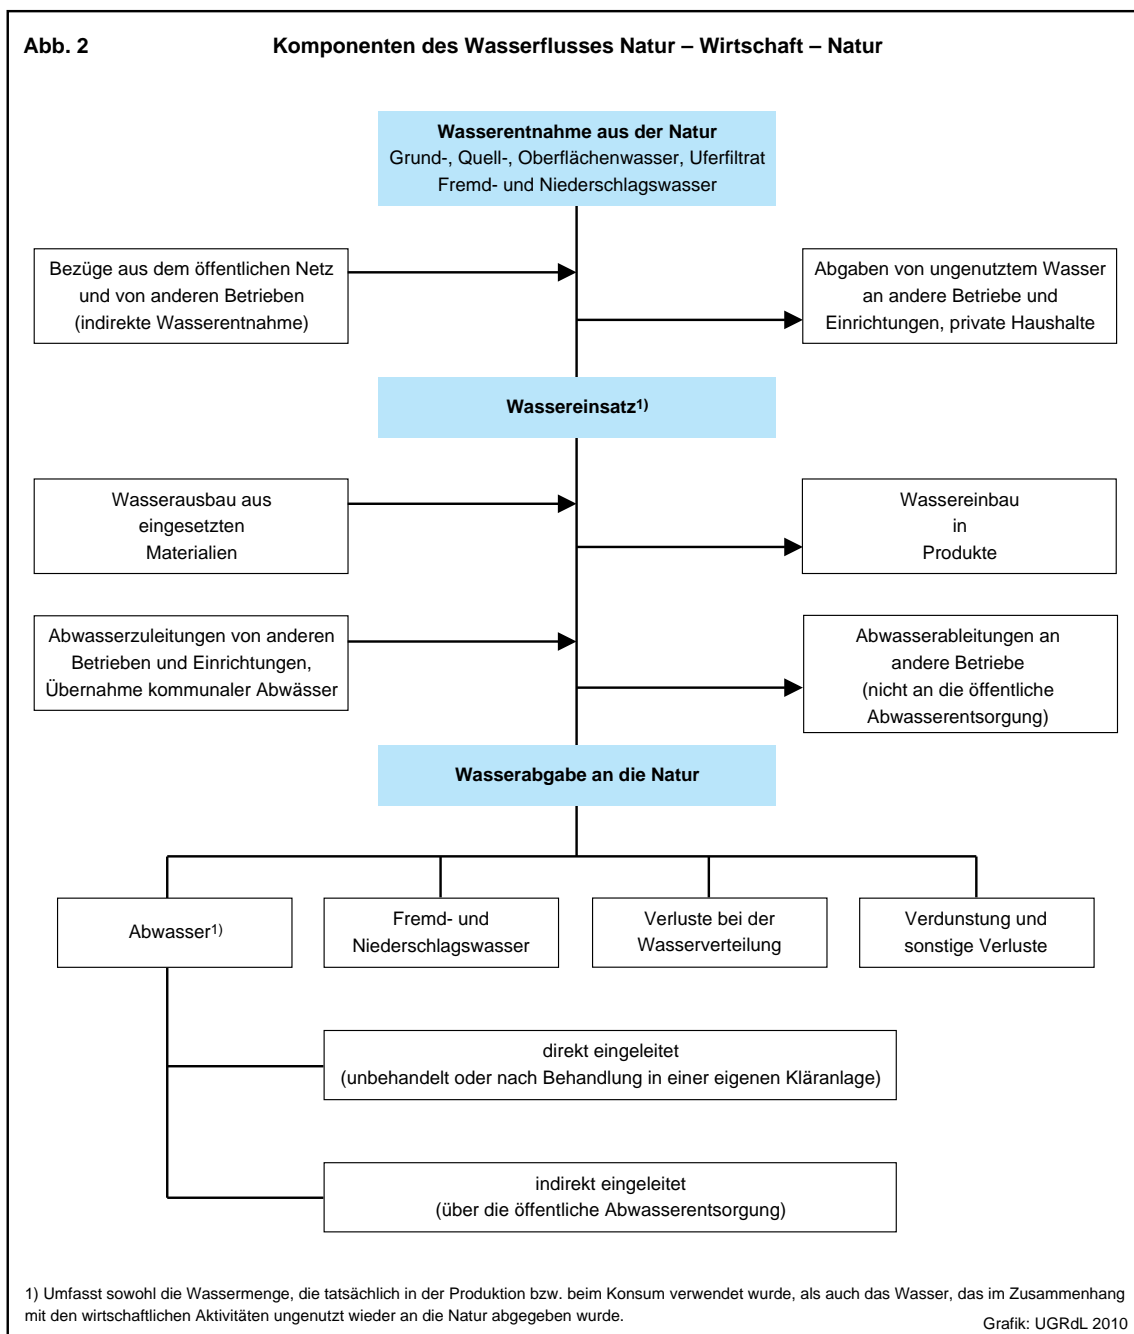 Abb. 2
Komponenten des Wasserflusses Natur – Wirtschaft – Natur
Wasserentnahme aus der Natur
Grund-, Quell-, Oberflächenwasser, Uferfiltrat
Fremd- und Niederschlagswasser
Bezüge aus dem öffentlichen Netz
und von anderen Betrieben
(indirekte Wasserentnahme)
Abgaben von ungenutztem Wasser
an andere Betriebe und
Einrichtungen, private Haushalte
Wassereinsatz1)
Wasserausbau aus
eingesetzten
Materialien
Wassereinbau
in
Produkte
Abwasserzuleitungen von anderen
Betrieben und Einrichtungen,
Übernahme kommunaler Abwässer
Abwasserableitungen an
andere Betriebe
(nicht an die öffentliche
Abwasserentsorgung)
Wasserabgabe an die Natur
Abwasser1)
Fremd- und
Niederschlagswasser
Verluste bei der
Wasserverteilung
Verdunstung und
sonstige Verluste
direkt eingeleitet
(unbehandelt oder nach Behandlung in einer eigenen Kläranlage)
indirekt eingeleitet
(über die öffentliche Abwasserentsorgung)
1) Umfasst sowohl die Wassermenge, die tatsächlich in der Produktion bzw. beim Konsum verwendet wurde, als auch das Wasser, das im Zusammenhang
mit den wirtschaftlichen Aktivitäten ungenutzt wieder an die Natur abgegeben wurde.
Grafik: UGRdL 2010